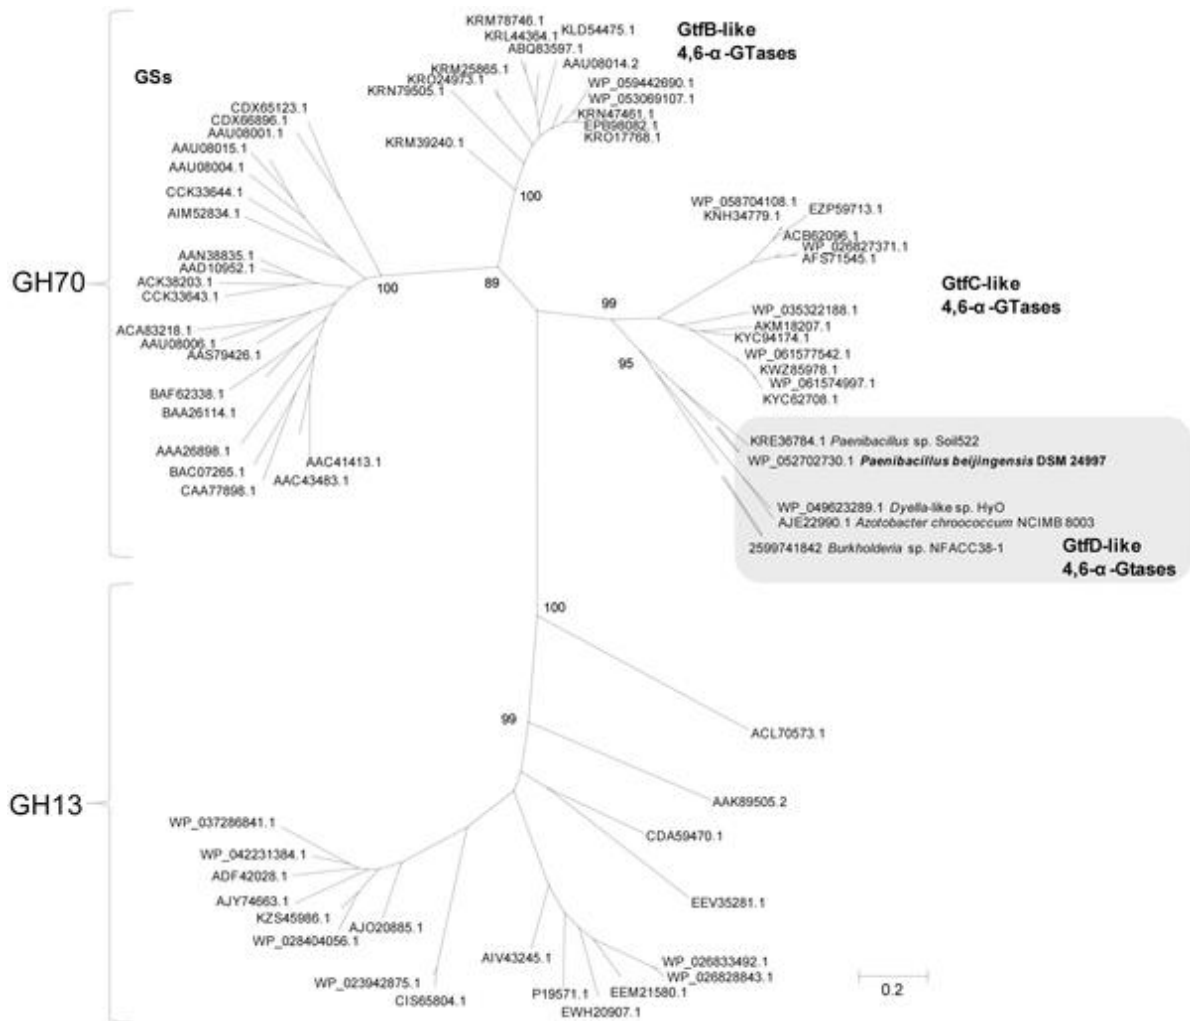 KRM78746.1
KRL44364.1
KLD54475.1
ABQ83597.1
AAU08014.2
GtfB-like
4,6-α -GTases
WP_059442690.1
WP_053069107.1
KRN47461.1
EPB98082.1
KRO17768.1
KRM25865.1
KRO24973.1
KRN79505.1
KRM39240.1
100
GSs
CDX65123.1
CDX66896.1
AAU08001.1
AAU08015.1
AAU08004.1
CCK33644.1
AIM52834.1
AAN38835.1
AAD10952.1
ACK38203.1
CCK33643.1
ACA83218.1
AAU08006.1
AAS79426.1
BAF62338.1
BAA26114.1
AAA26898.1
BAC07265.1
CAA77898.1
AAC43483.1
AAC41413.1
100
89
GH70
WP_058704108.1
KNH34779.1
EZP59713.1
ACB62096.1
WP_026827371.1
AFS71545.1
GtfC-like
4,6-α -GTases
99
WP_035322188.1
AKM18207.1
KYC94174.1
WP_061577542.1
KWZ85978.1
WP_061574997.1
KYC62708.1
95
KRE36784.1 Paenibacillus sp. Soil522
WP_052702730.1 Paenibacillus beijingensis DSM 24997
WP_049623289.1 Dyella-like sp. HyO
AJE22990.1 Azotobacter chroococcum NCIMB 8003
2599741842 Burkholderia sp. NFACC38-1
GtfD-like
4,6-α -Gtases
100
99
GH13
ACL70573.1
AAK89505.2
CDA59470.1
EEV35281.1
WP_037286841.1
WP_042231384.1
ADF42028.1
AJY74663.1
KZS45986.1
WP_028404056.1
AJO20885.1
WP_023942875.1
CIS65804.1
AIV43245.1
P19571.1
EWH20907.1
EEM21580.1
WP_026833492.1
WP_026828843.1
0.2